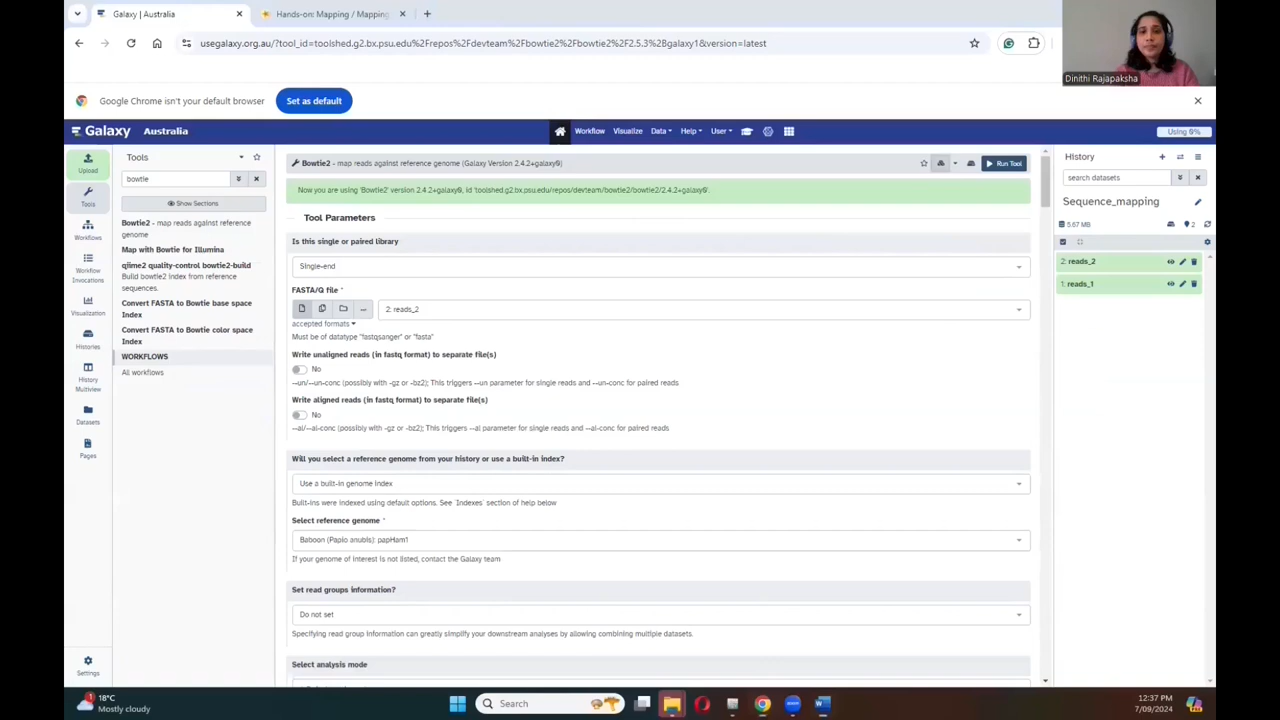 Galaxy | Australia
Hands-on: Mapping / Mapping
usegalaxy.org.au/?tool_id=toolshed.g2.bx.psu.edu%2Frepos%2Fdevteam%2Fbowtie2%2Fbowtie2%2F2.5.3%2Bgalaxy1&version=latest
Dinithi Rajapaksha
Google Chrome isn't your default browser
Set as default
Galaxy Australia
Workflow Visualize Data Help User
Using 0%
Upload
Tools
Workflows
Workflow
Invocations
Visualization
Histories
History
Multiview
Datasets
Pages
Settings
Tools
bowtie
Show Sections
Bowtie2 - map reads against reference
genome
Map with Bowtie for Illumina
qiime2 quality-control bowtie2-build
Build bowtie2 index from reference
sequences.
Convert FASTA to Bowtie base space
Index
Convert FASTA to Bowtie color space
Index
WORKFLOWS
All workflows
Bowtie2 - map reads against reference genome (Galaxy Version 2.4.2+galaxy0)
Run Tool
Now you are using 'Bowtie2' version 2.4.2+galaxy0, id 'toolshed.g2.bx.psu.edu/repos/devteam/bowtie2/bowtie2/2.4.2+galaxy0'.
Tool Parameters
Is this single or paired library
Single-end
FASTA/Q file *
2: reads_2
accepted formats
Must be of datatype "fastqsanger" or "fasta"
Write unaligned reads (in fastq format) to separate file(s)
No
--un/--un-conc (possibly with -gz or -bz2); This triggers --un parameter for single reads and --un-conc for paired reads
Write aligned reads (in fastq format) to separate file(s)
No
--al/--al-conc (possibly with -gz or -bz2); This triggers --al parameter for single reads and --al-conc for paired reads
Will you select a reference genome from your history or use a built-in index?
Use a built-in genome index
Built-ins were indexed using default options. See `Indexes` section of help below
Select reference genome *
Baboon (Papio anubis): papHam1
If your genome of interest is not listed, contact the Galaxy team
Set read groups information?
Do not set
Specifying read group information can greatly simplify your downstream analyses by allowing combining multiple datasets.
Select analysis mode
History
search datasets
Sequence_mapping
5.67 MB
2
2: reads_2
1: reads_1
1
18°C
Mostly cloudy
Search
12:37 PM
7/09/2024